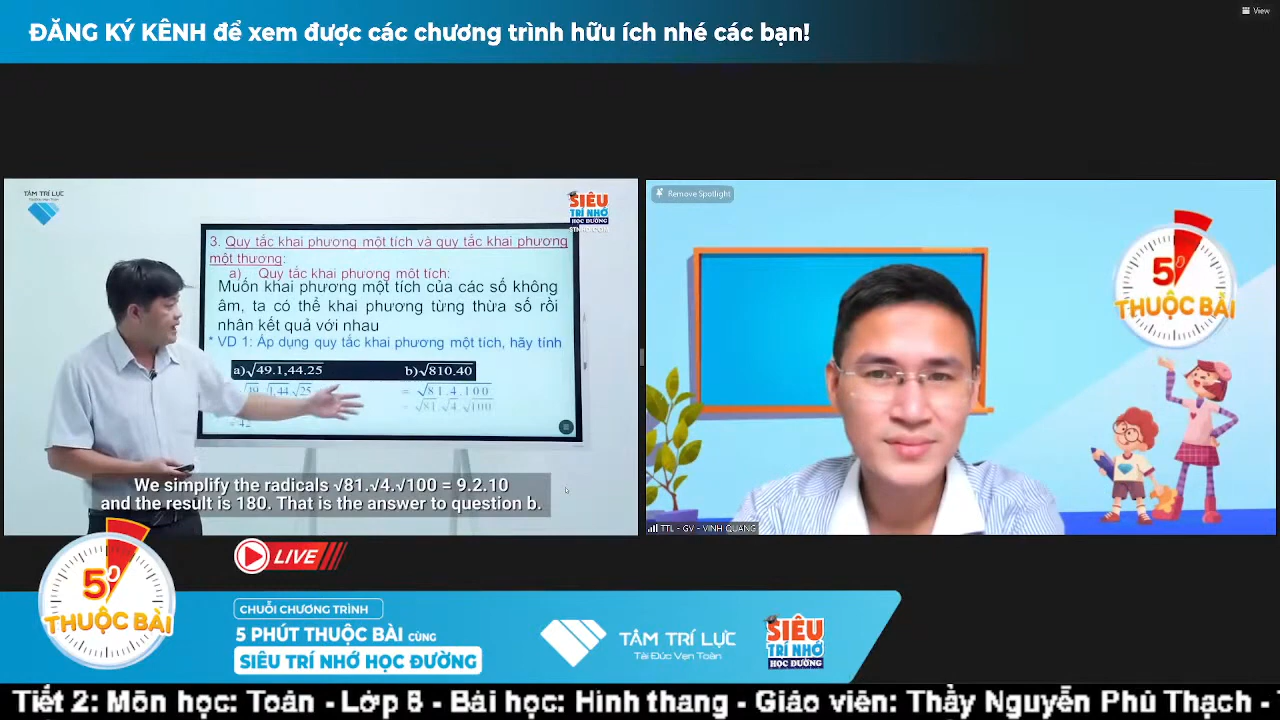 ĐĂNG KÝ KÊNH để xem được các chương trình hữu ích nhé các bạn!
View
TÂM TRÍ LỰC
SIÊU
TRÍ NHỚ
HỌC ĐƯỜNG
3. Quy tắc khai phương một tích và quy tắc khai phương
một thương:
a) Quy tắc khai phương một tích:
Muốn khai phương một tích của các số không
âm, ta có thể khai phương từng thừa số rồi
nhân kết quả với nhau
* VD 1: Áp dụng quy tắc khai phương một tích, hãy tính
a)√49.1,44.25 b)√810.40
√49.√1,44.√25 = √81.4.100
= √81.√4.√100
= 42
We simplify the radicals √81.√4.√100 = 9.2.10
and the result is 180. That is the answer to question b.
Remove Spotlight
5'
THUỘC BÀI
TTL - GV - VINH QUANG
LIVE
5'
THUỘC BÀI
CHUỖI CHƯƠNG TRÌNH
5 PHÚT THUỘC BÀI CÙNG
SIÊU TRÍ NHỚ HỌC ĐƯỜNG
TÂM TRÍ LỰC
Tài Đức Vẹn Toàn
SIÊU
TRÍ NHỚ
HỌC ĐƯỜNG
Tiết 2: Môn học: Toán - Lớp 8 - Bài học: Hình thang - Giáo viên: Thầy Nguyễn Phú Thạch -